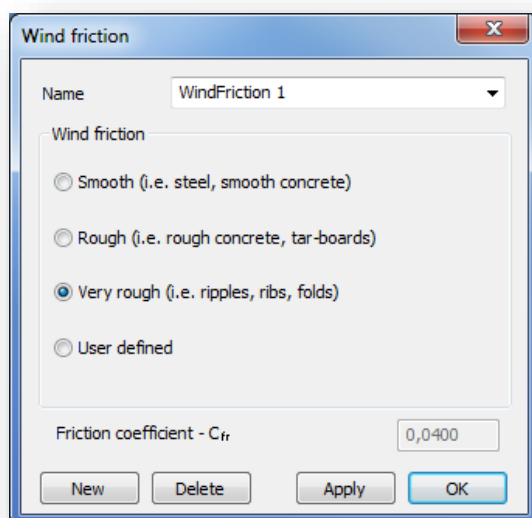 Wind friction
Name WindFriction 1
Wind friction
Smooth (i.e. steel, smooth concrete)
Rough (i.e. rough concrete, tar-boards)
Very rough (i.e. ripples, ribs, folds)
User defined
Friction coefficient - Cfr 0,0400
New Delete Apply OK